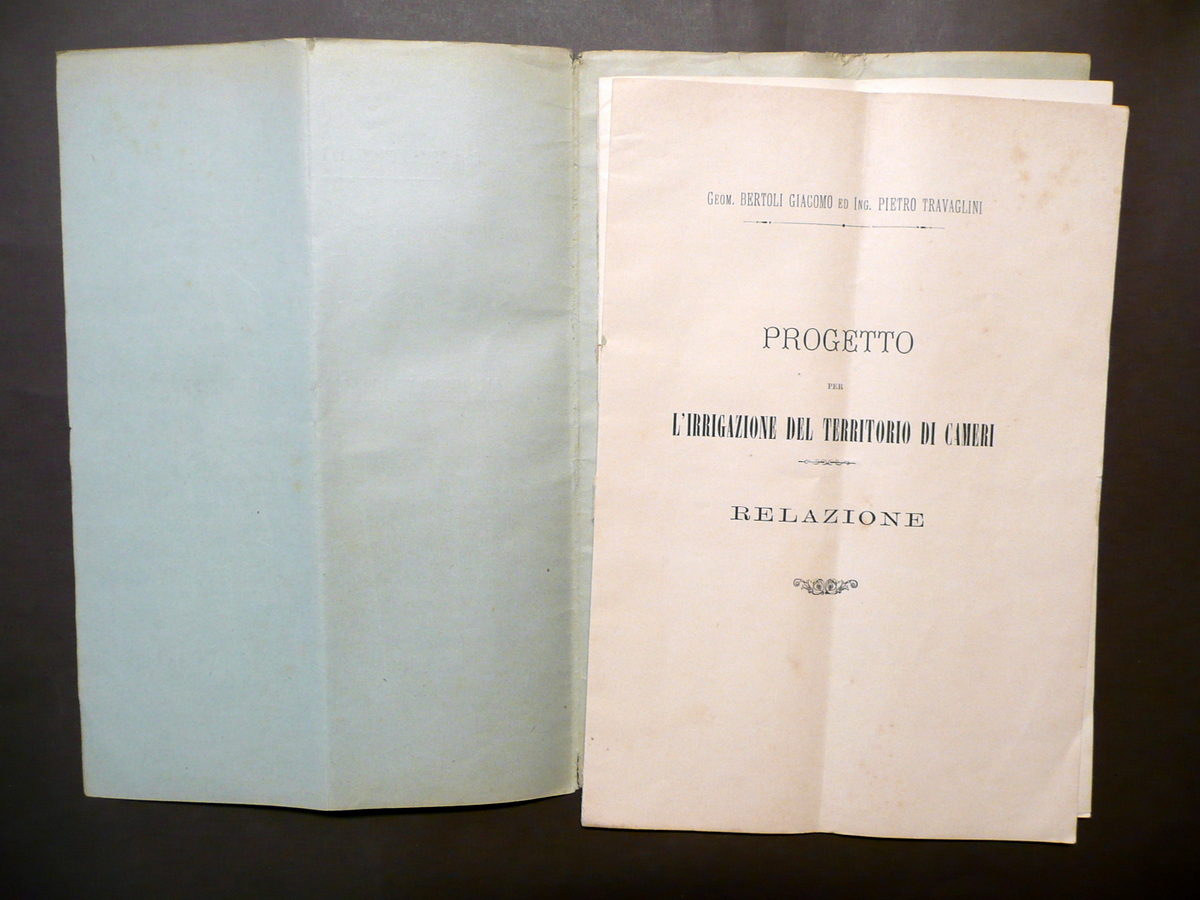 GEOM. BERTOLI GIACOMO ED ING. PIETRO TRAVAGLINI
PROGETTO
PER
L'IRRIGAZIONE DEL TERRITORIO DI CAMERI
RELAZIONE